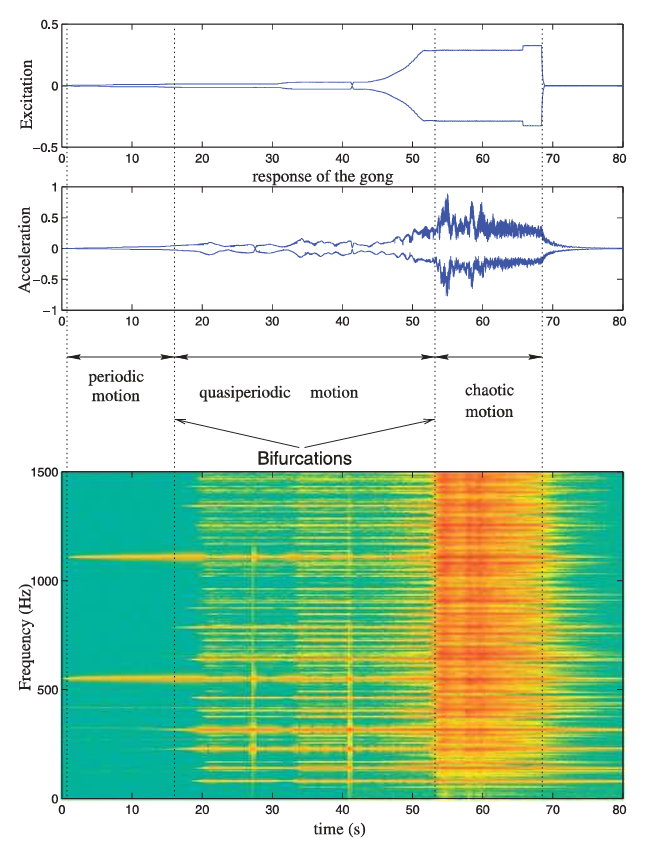 0.5
0
−0.5
Excitation
0 10 20 30 40 50 60 70 80
response of the gong
1
0.5
0
−0.5
−1
Acceleration
0 10 20 30 40 50 60 70 80
periodic
motion
quasiperiodic motion
chaotic
motion
Bifurcations
1500
1000
500
0
Frequency (Hz)
0 10 20 30 40 50 60 70 80
time (s)